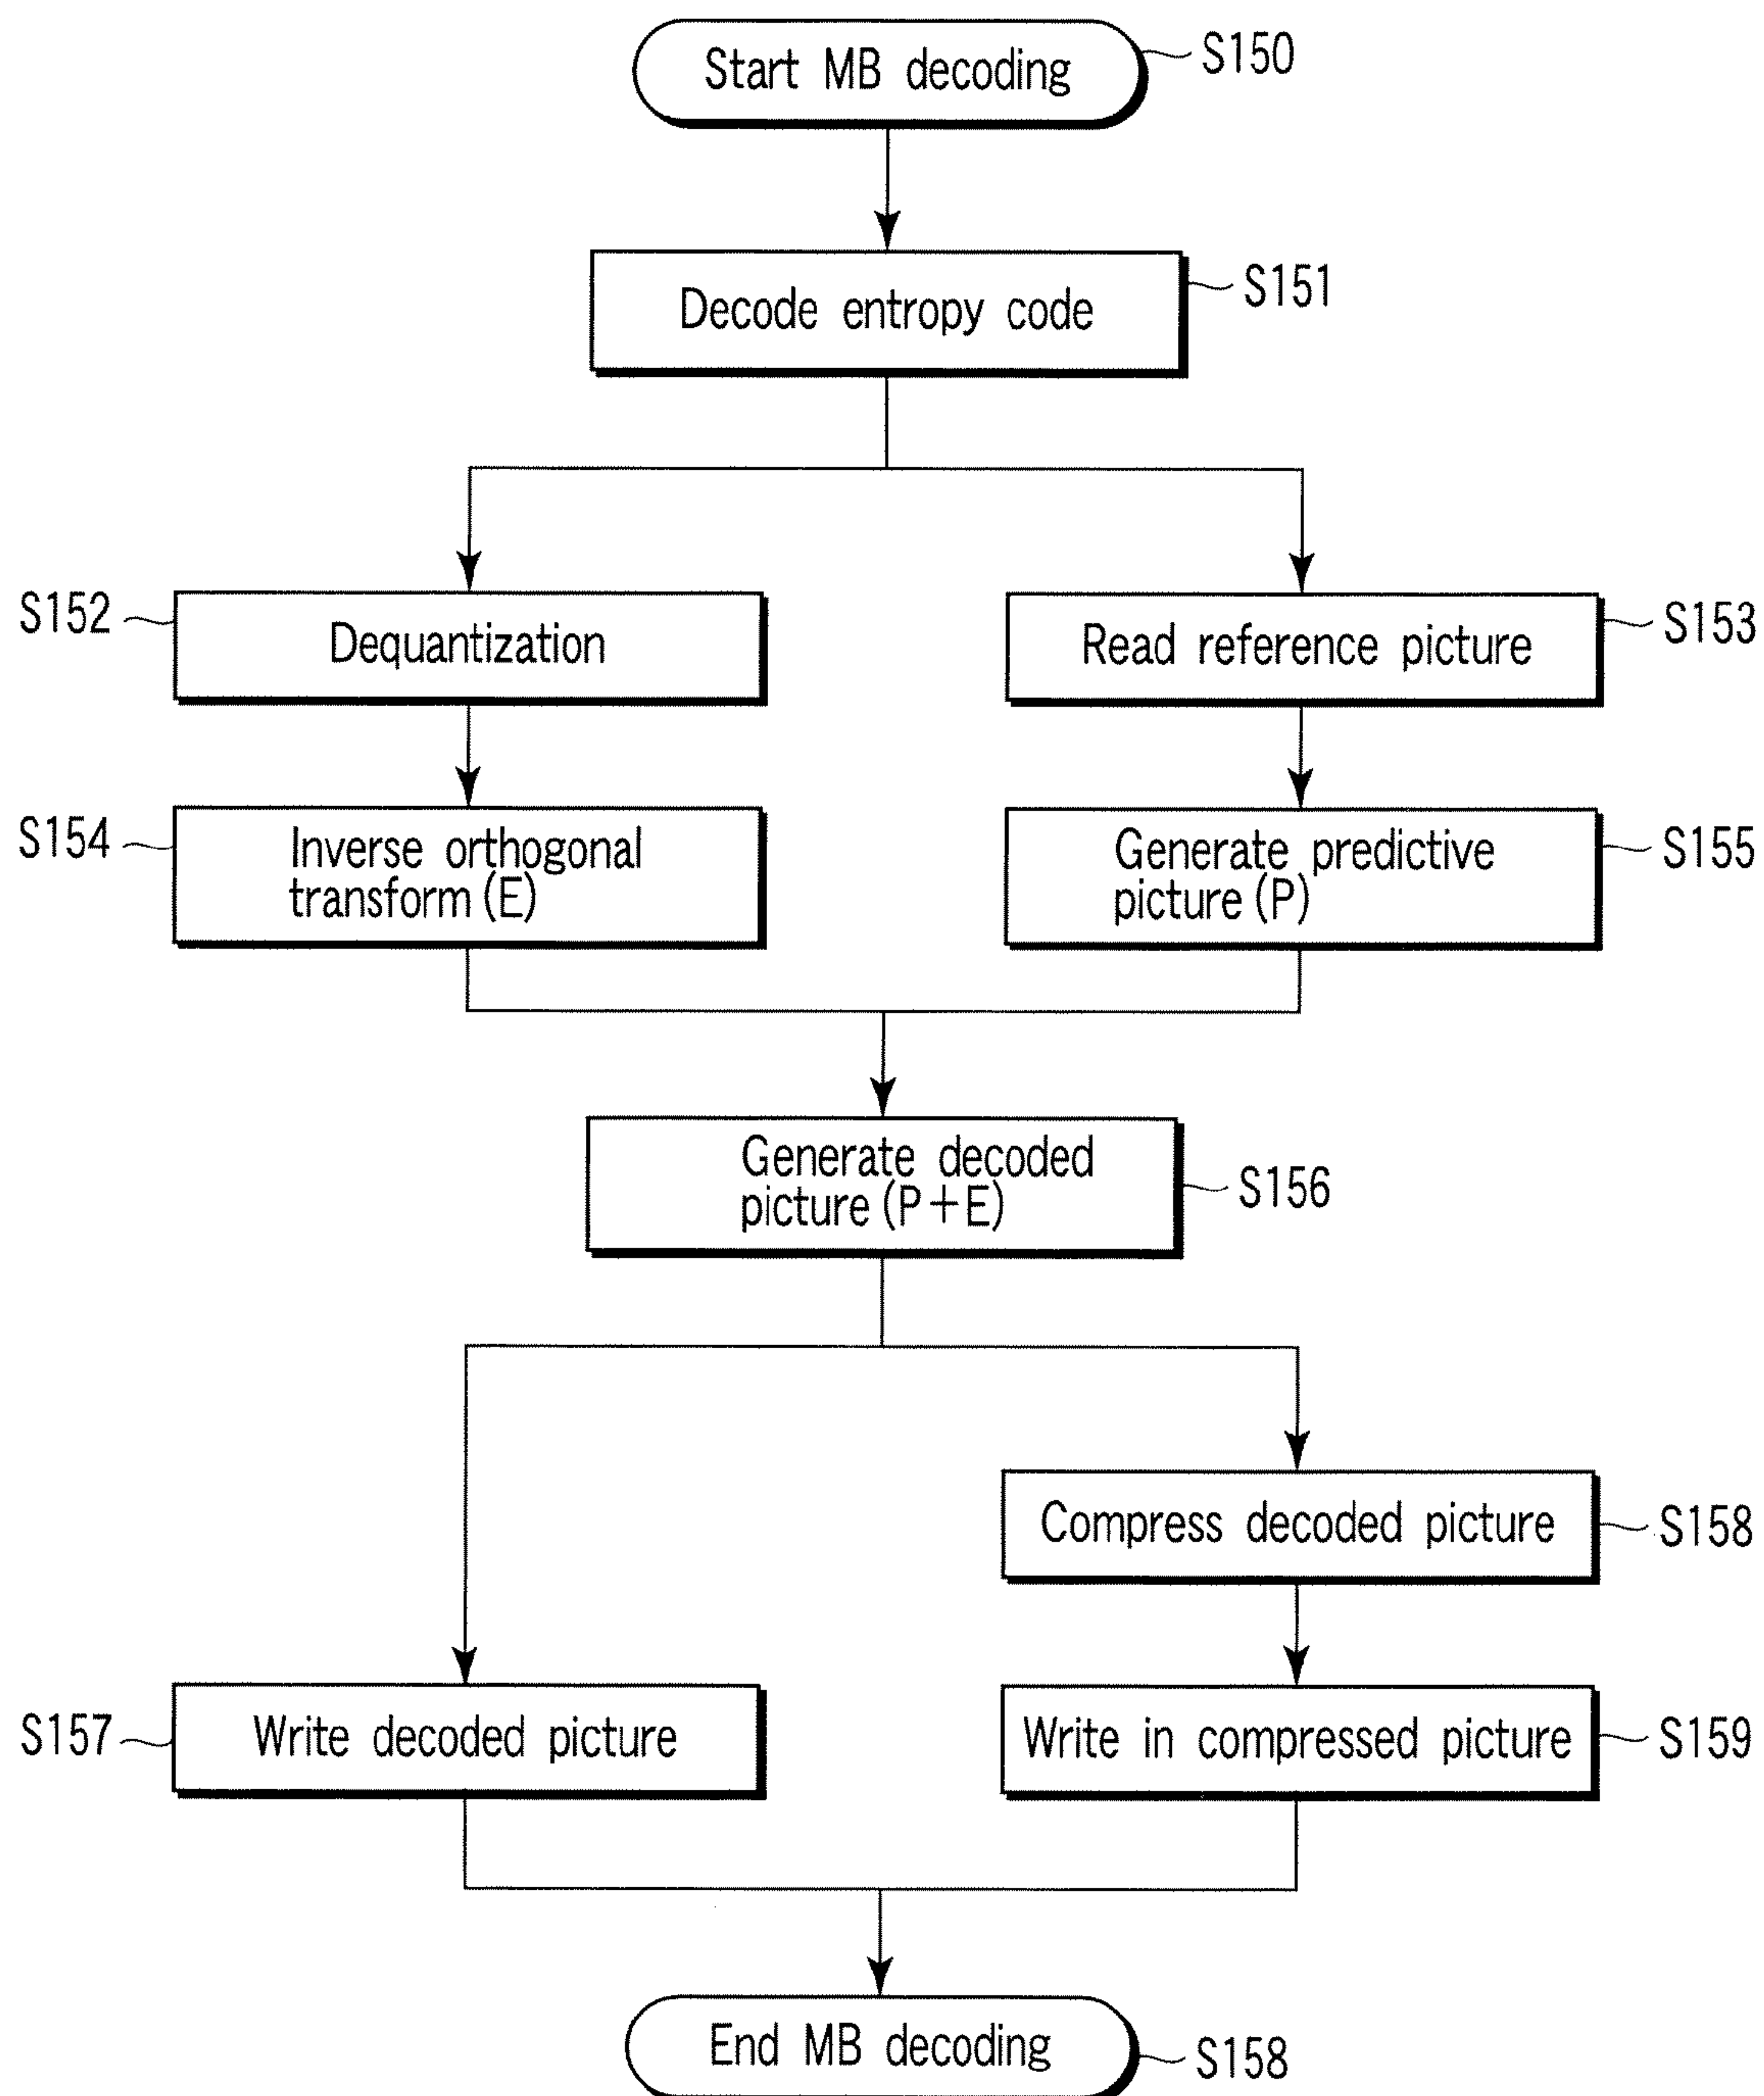 Start MB decoding
S150
Decode entropy code
S151
S152
Dequantization
Read reference picture
S153
S154
Inverse orthogonal
transform (E)
Generate predictive
picture (P)
S155
Generate decoded
picture (P+E)
S156
Compress decoded picture
S158
S157
Write decoded picture
Write in compressed picture
S159
End MB decoding
S158